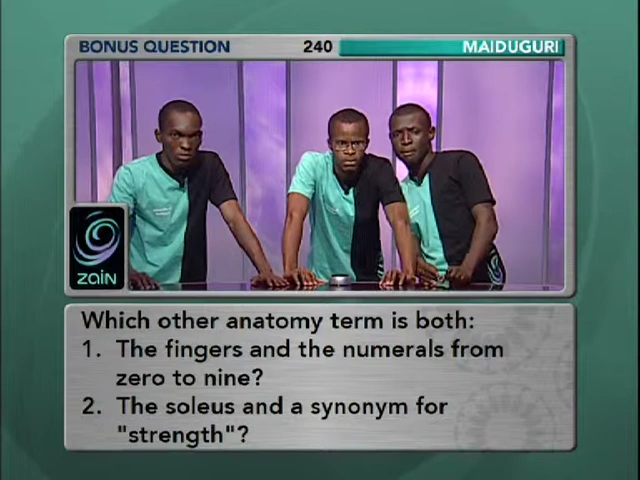 BONUS QUESTION 240 MAIDUGURI
zain
Which other anatomy term is both:
1. The fingers and the numerals from
zero to nine?
2. The soleus and a synonym for
"strength"?